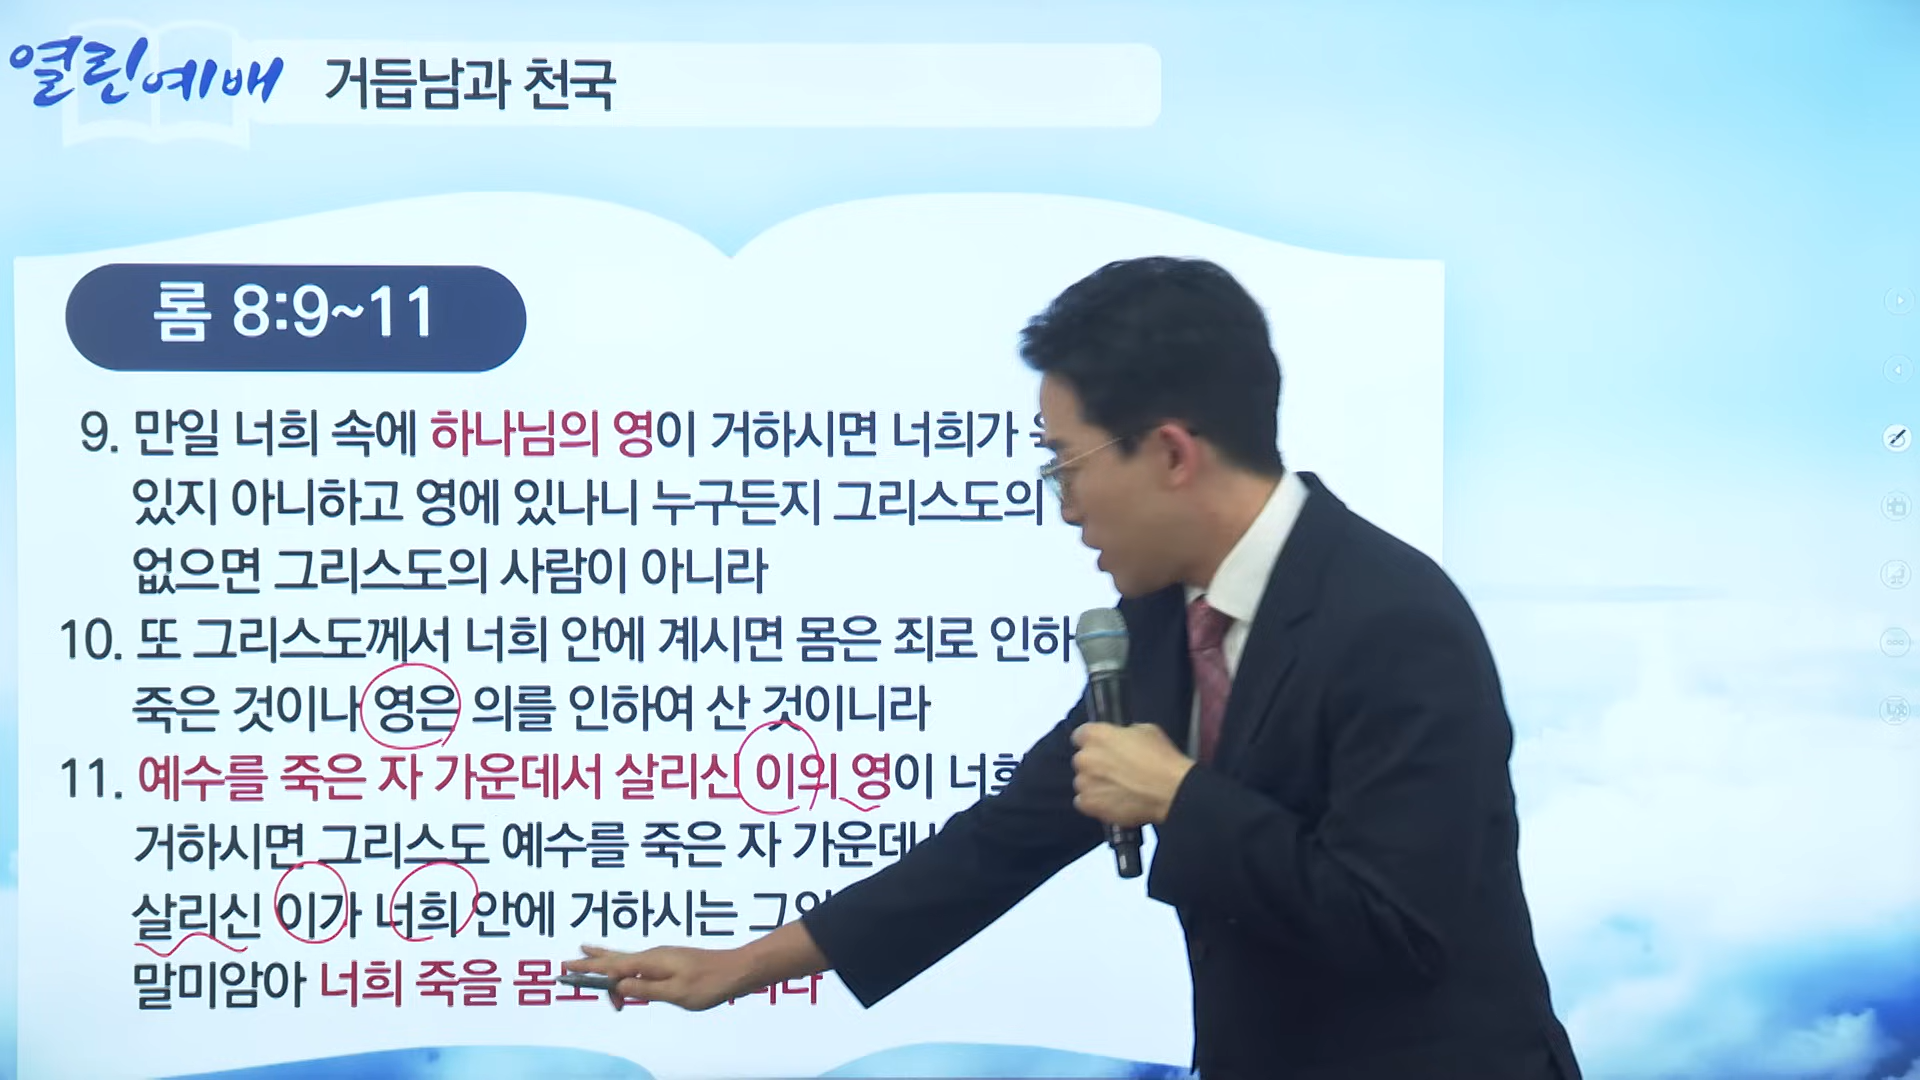 열린예배
거듭남과 천국
롬 8:9~11
9. 만일 너희 속에 하나님의 영이 거하시면 너희가
있지 아니하고 영에 있나니 누구든지 그리스도의
없으면 그리스도의 사람이 아니라
10. 또 그리스도께서 너희 안에 계시면 몸은 죄로 인하
죽은 것이나 영은 의를 인하여 산 것이니라
11. 예수를 죽은 자 가운데서 살리신 이의 영이 너희
거하시면 그리스도 예수를 죽은 자 가운데서
살리신 이가 너희 안에 거하시는
말미암아 너희 죽을 몸도